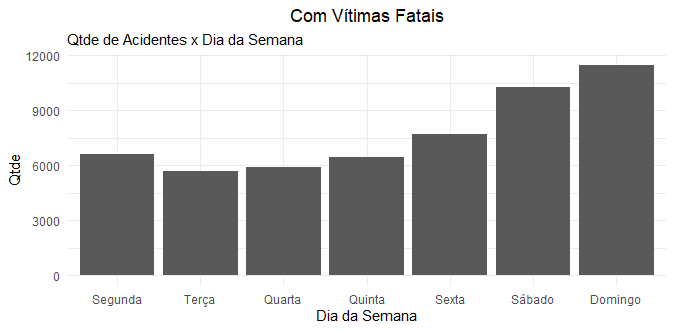 Com Vítimas Fatais
Qtde de Acidentes x Dia da Semana
12000
9000
6000
3000
0
Qtde
Segunda Terça Quarta Quinta Sexta Sábado Domingo
Dia da Semana